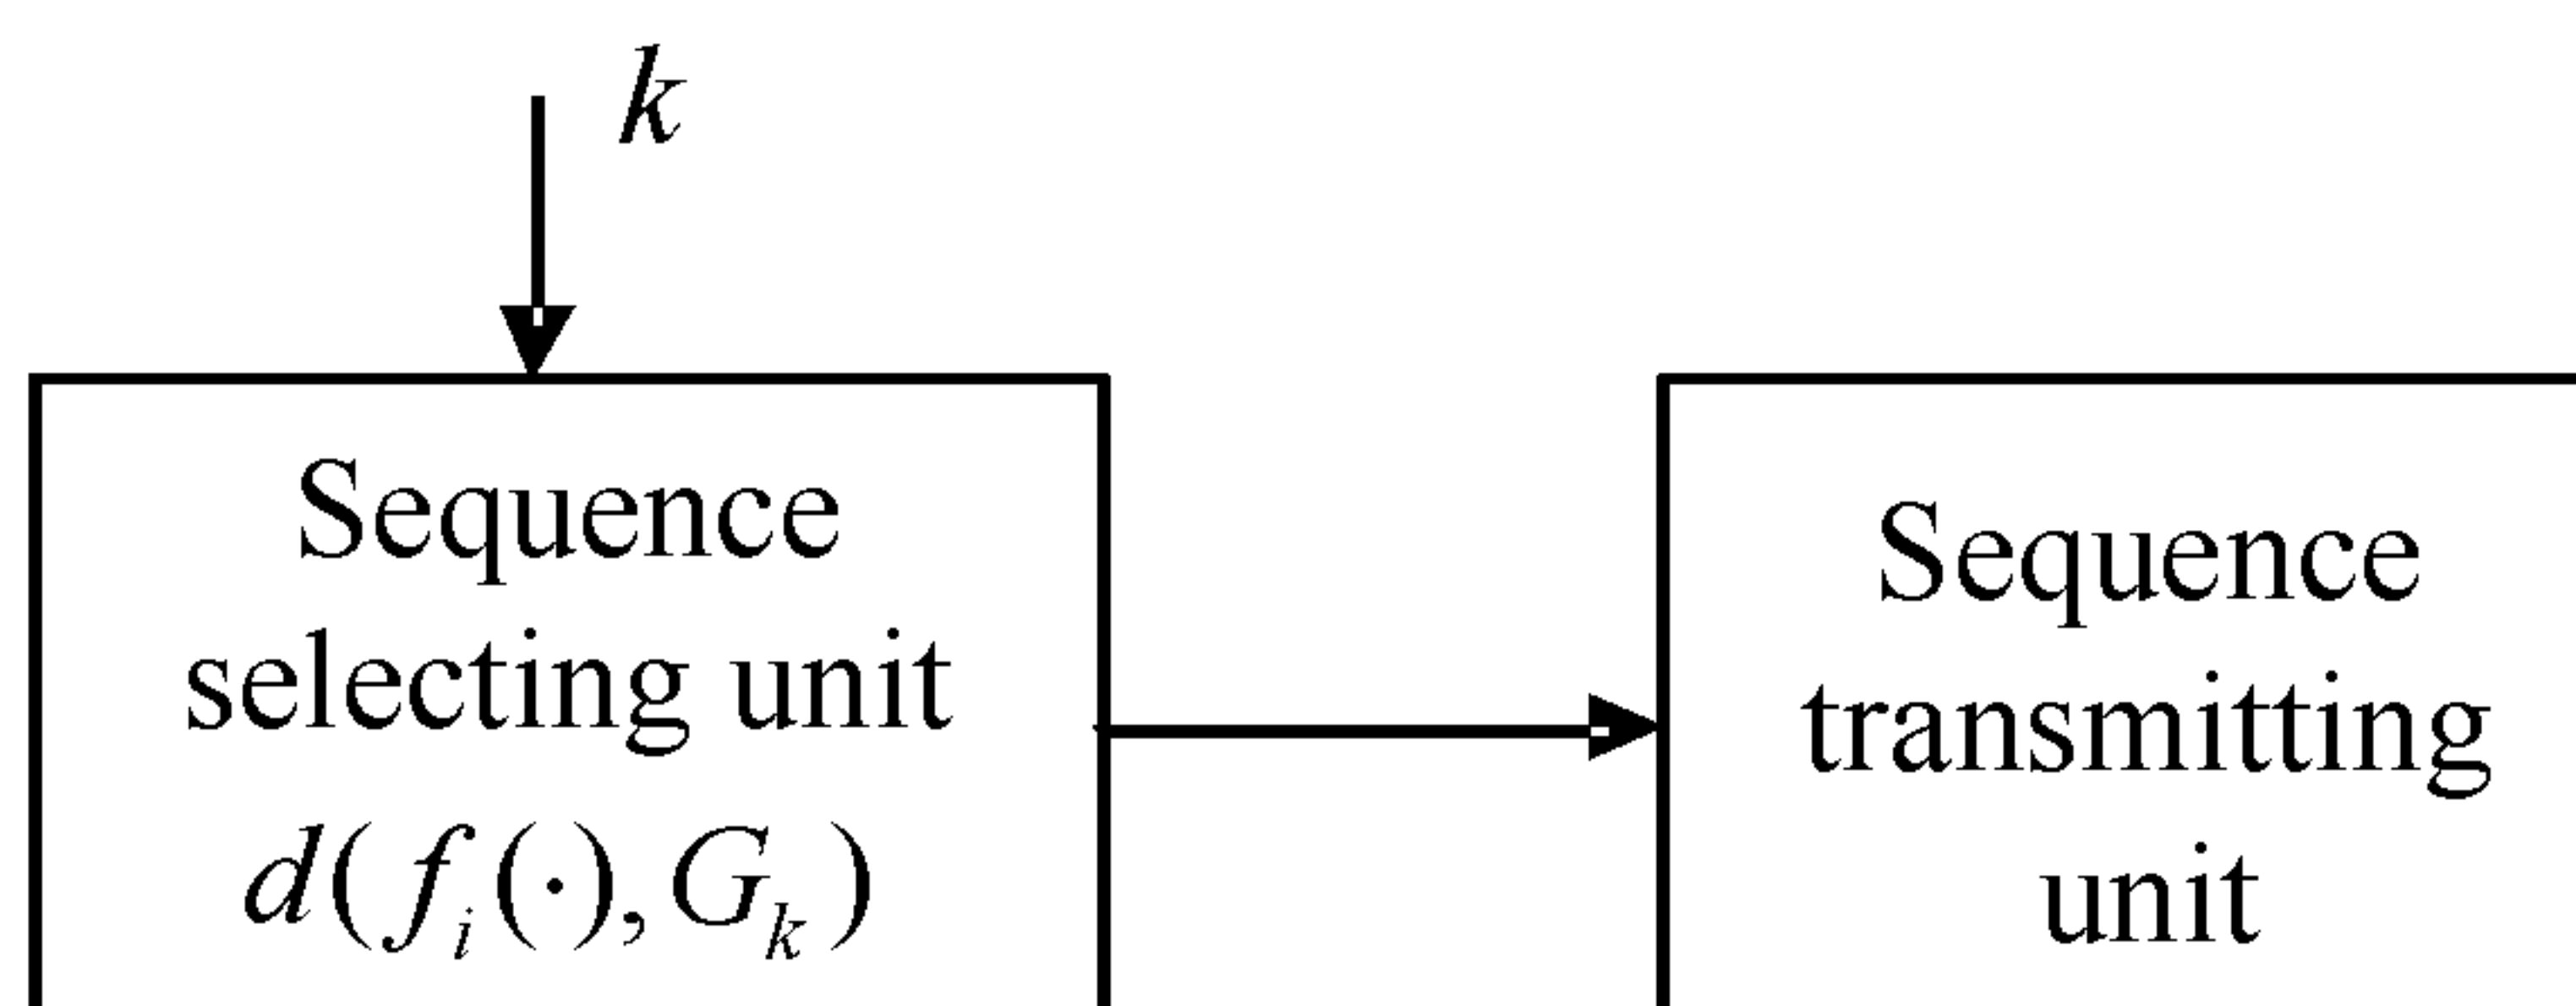 k
Sequence
selecting unit
d(f_i(·), G_k)
Sequence
transmitting
unit